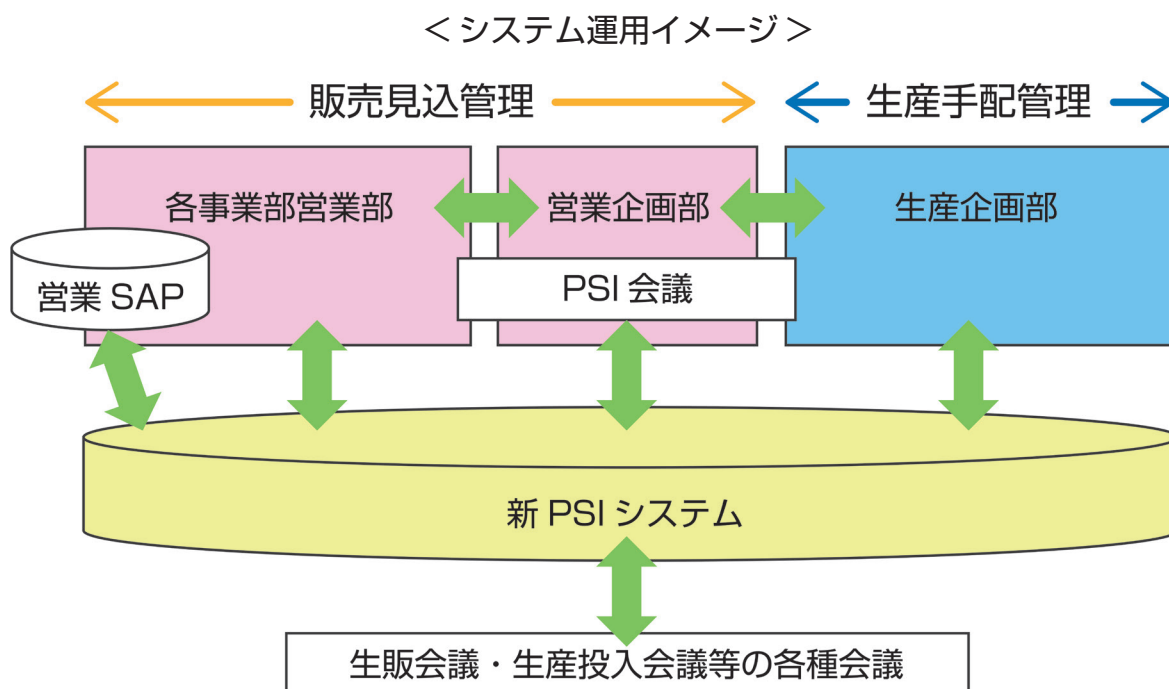 ＜システム運用イメージ＞
販売見込管理
生産手配管理
各事業部営業部
営業企画部
生産企画部
営業 SAP
PSI 会議
新 PSI システム
生販会議・生産投入会議等の各種会議